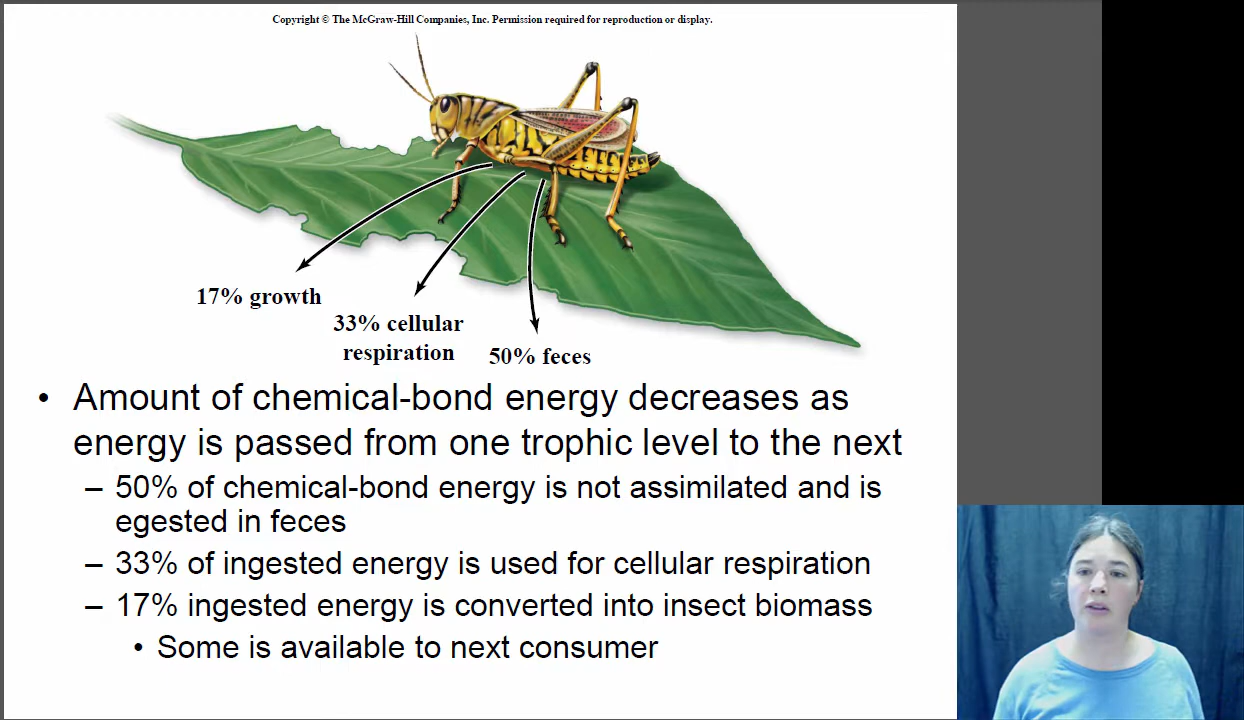 Copyright © The McGraw-Hill Companies, Inc. Permission required for reproduction or display.
17% growth
33% cellular
respiration
50% feces
• Amount of chemical-bond energy decreases as
energy is passed from one trophic level to the next
– 50% of chemical-bond energy is not assimilated and is
egested in feces
– 33% of ingested energy is used for cellular respiration
– 17% ingested energy is converted into insect biomass
• Some is available to next consumer